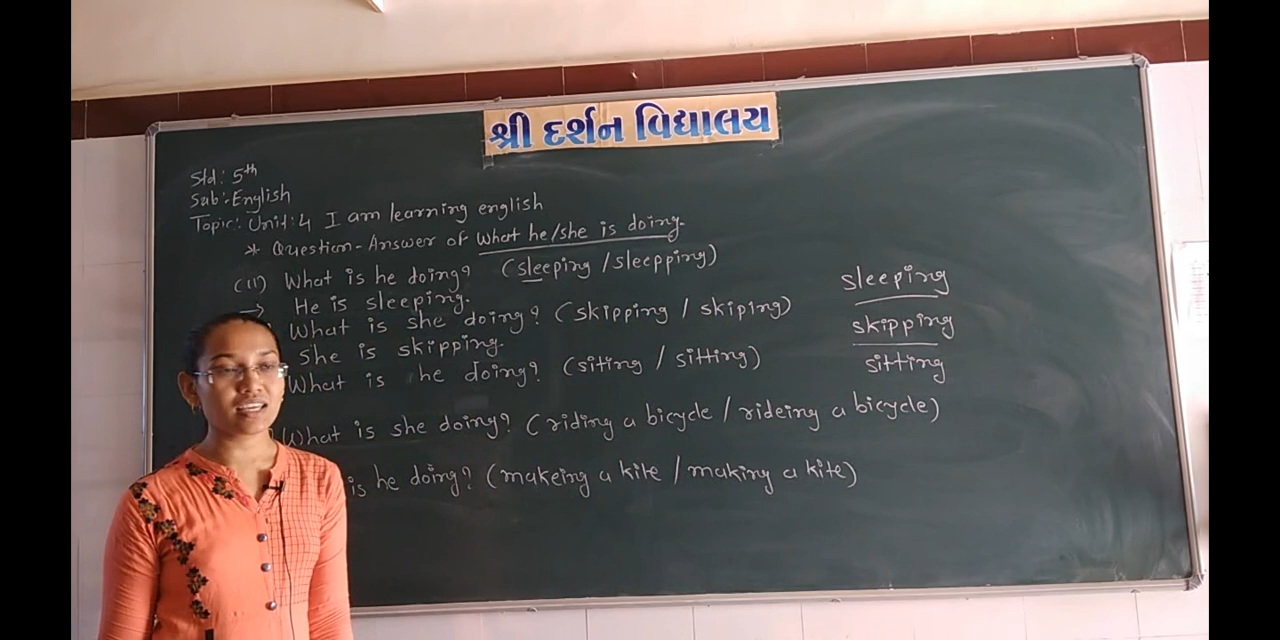 શ્રી દર્શન વિદ્યાલય
Std: 5th
Sub: English
Topic: Unit: 4 I am learning english
* Question-Answer of what he/she is doing.
(11) What is he doing? (sleeping / sleepping)
→ He is sleeping.
What is she doing? (skipping / skiping)
She is skipping.
What is he doing? (siting / sitting)
What is she doing? (riding a bicycle / rideing a bicycle)
is he doing? (makeing a kite / making a kite)
sleeping
skipping
sitting